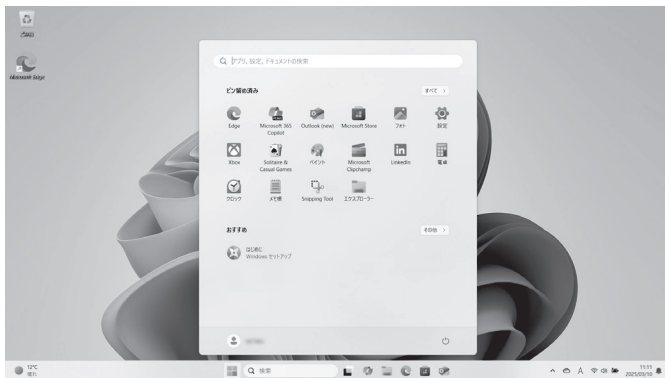 ごみ箱
Microsoft Edge
アプリ、設定、ドキュメントの検索
ピン留め済み
すべて >
Edge
Microsoft 365 Copilot
Outlook (new)
Microsoft Store
フォト
設定
Xbox
Solitaire & Casual Games
ペイント
Microsoft Clipchamp
LinkedIn
電卓
クロック
メモ帳
Snipping Tool
エクスプローラー
おすすめ
その他 >
はじめに
Windows セットアップ
12°C
晴れ
検索
A
11:11
2025/03/10